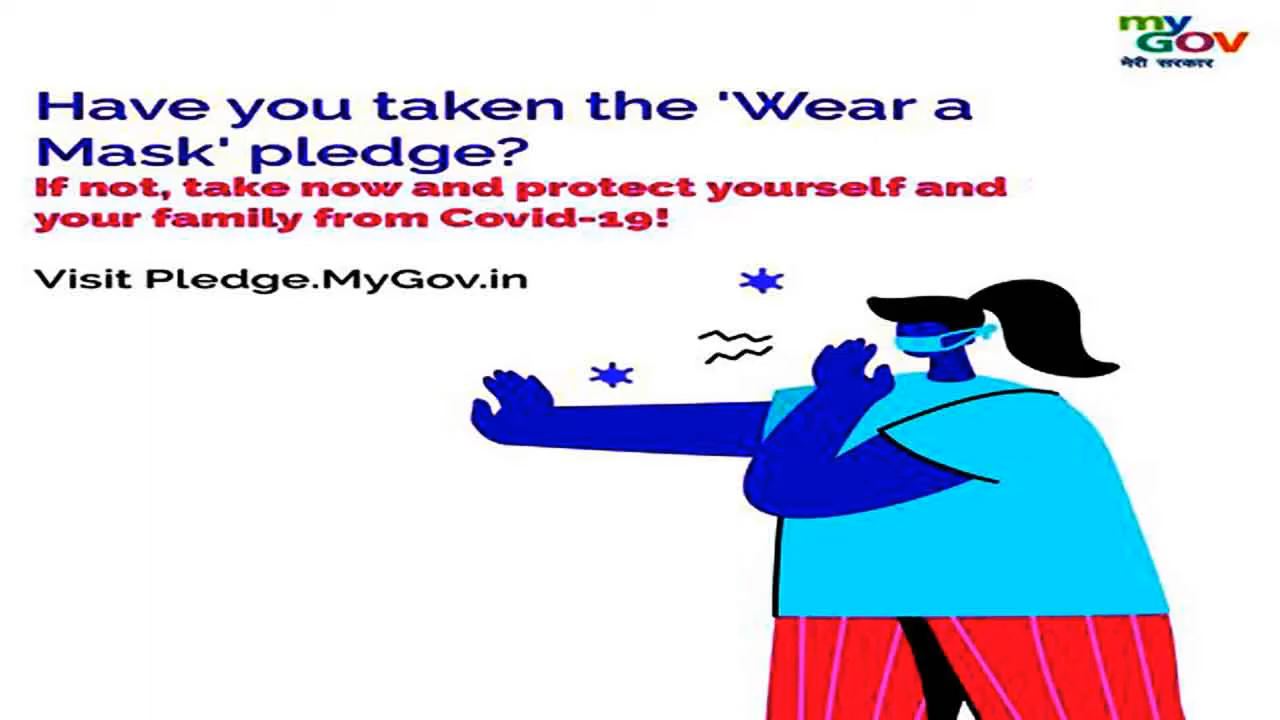 my
GOV
मेरी सरकार
Have you taken the 'Wear a
Mask' pledge?
If not, take now and protect yourself and
your family from Covid-19!
Visit Pledge.MyGov.in